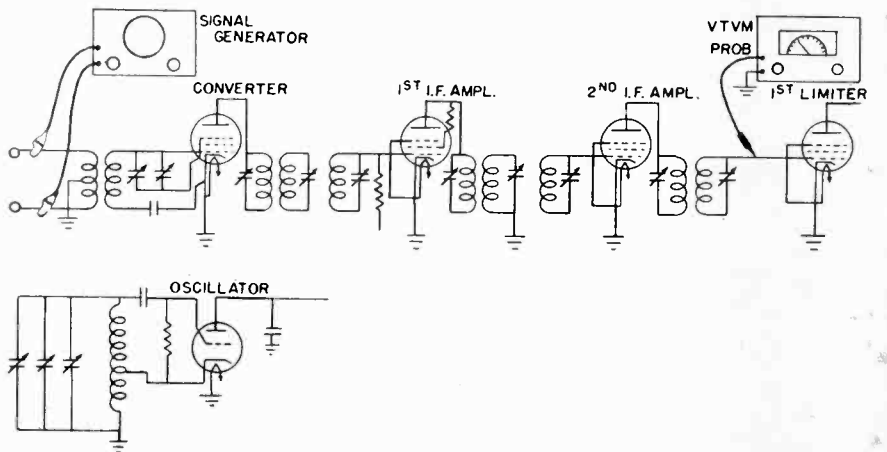 SIGNAL
GENERATOR
VTVM
PROB
CONVERTER
1ST I.F. AMPL.
2ND I.F. AMPL.
1ST LIMITER
OSCILLATOR